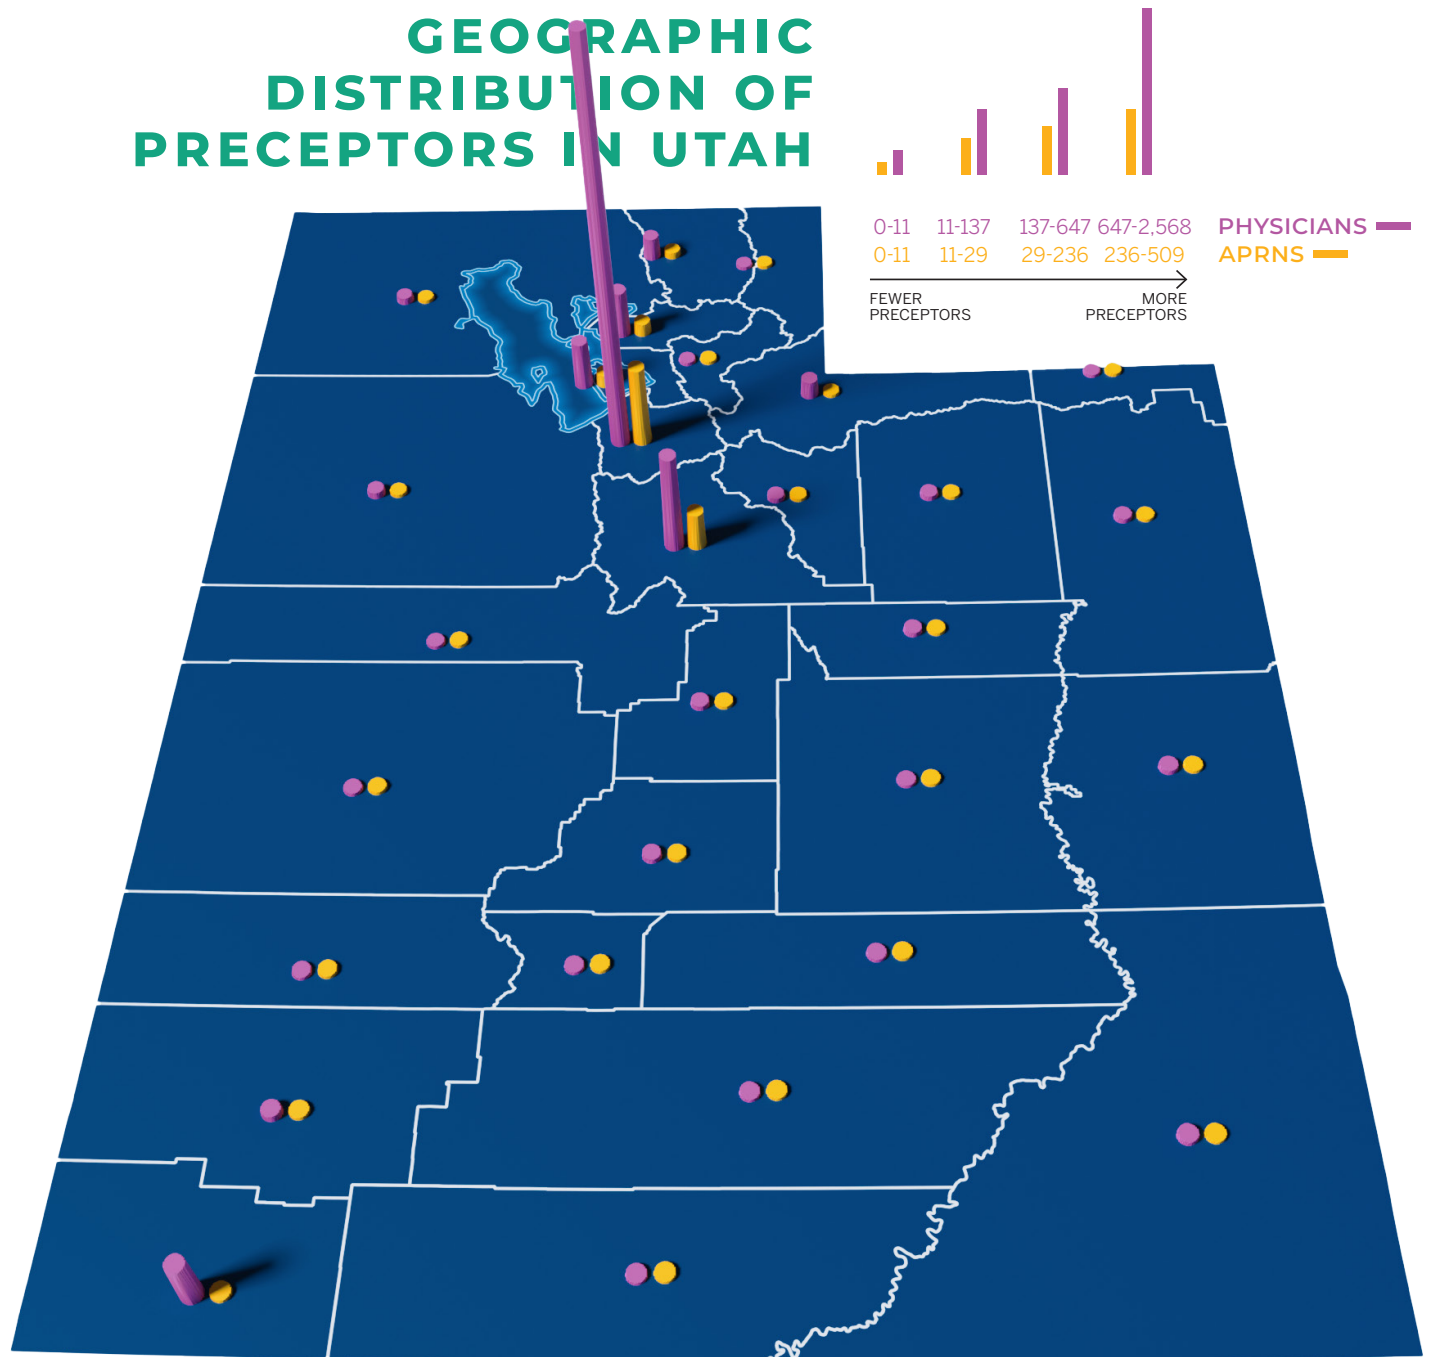 GEOGRAPHIC
DISTRIBUTION OF
PRECEPTORS IN UTAH
0-11 11-137 137-647 647-2,568 PHYSICIANS
0-11 11-29 29-236 236-509 APRNS
FEWER PRECEPTORS
MORE PRECEPTORS